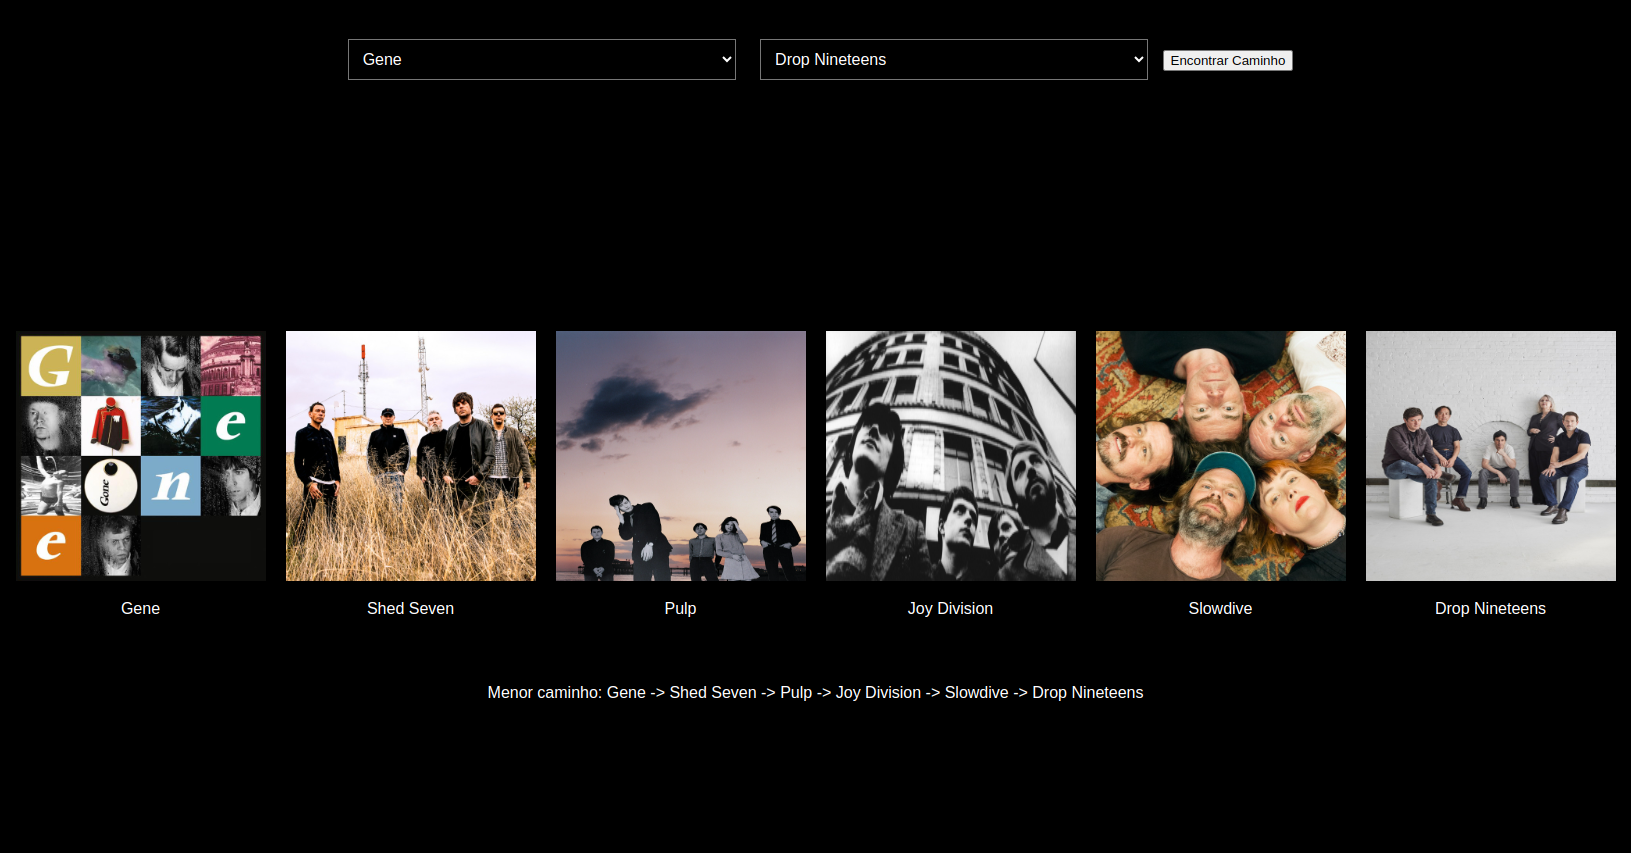 Gene
Drop Nineteens
Encontrar Caminho
G
e
Gene
n
e
Gene
Shed Seven
Pulp
Joy Division
Slowdive
Drop Nineteens
Menor caminho: Gene -> Shed Seven -> Pulp -> Joy Division -> Slowdive -> Drop Nineteens